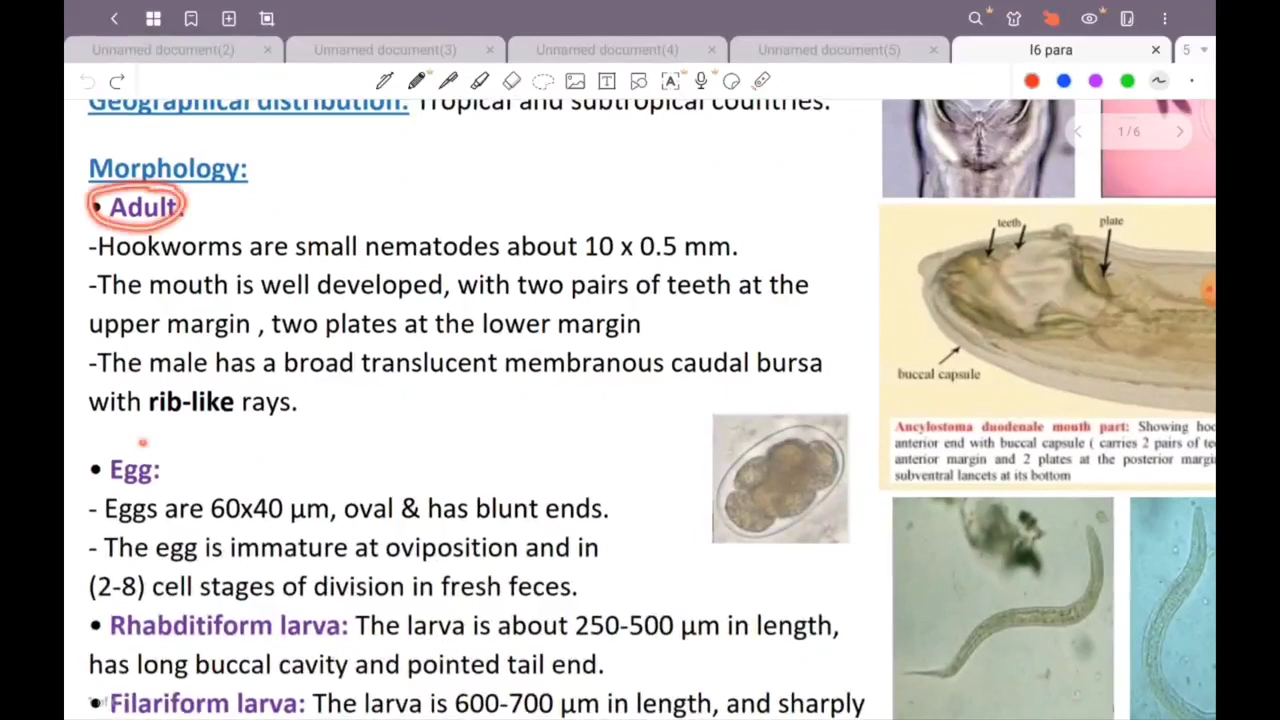 Unnamed document(2)
Unnamed document(3)
Unnamed document(4)
Unnamed document(5)
l6 para
5
Geographical distribution: Tropical and subtropical countries.
1/6
Morphology:
• Adult:
-Hookworms are small nematodes about 10 x 0.5 mm.
-The mouth is well developed, with two pairs of teeth at the
upper margin , two plates at the lower margin
-The male has a broad translucent membranous caudal bursa
with rib-like rays.
• Egg:
- Eggs are 60x40 µm, oval & has blunt ends.
- The egg is immature at oviposition and in
(2-8) cell stages of division in fresh feces.
• Rhabditiform larva: The larva is about 250-500 µm in length,
has long buccal cavity and pointed tail end.
• Filariform larva: The larva is 600-700 µm in length, and sharply
teeth
plate
buccal capsule
Ancylostoma duodenale mouth part: Showing hoo
anterior end with buccal capsule ( carries 2 pairs of te
anterior margin and 2 plates at the posterior margi
subventral lancets at its bottom